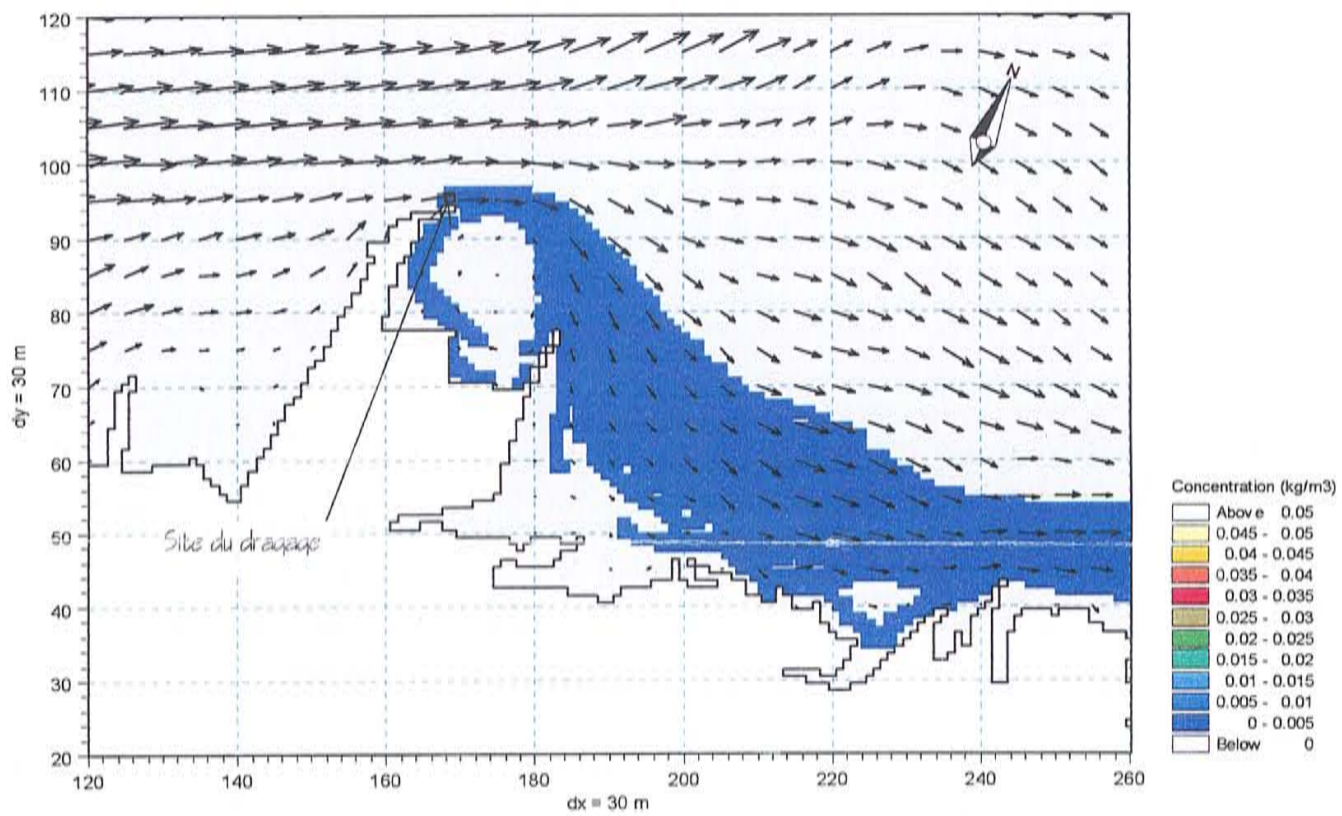 120
110
100
90
80
70
60
50
40
30
20
dy = 30 m
N
Site du dragage
120 140 160 180 200 220 240 260
dx = 30 m
Concentration (kg/m3)
Above 0.05
0.045 - 0.05
0.04 - 0.045
0.035 - 0.04
0.03 - 0.035
0.025 - 0.03
0.02 - 0.025
0.015 - 0.02
0.01 - 0.015
0.005 - 0.01
0 - 0.005
Below 0